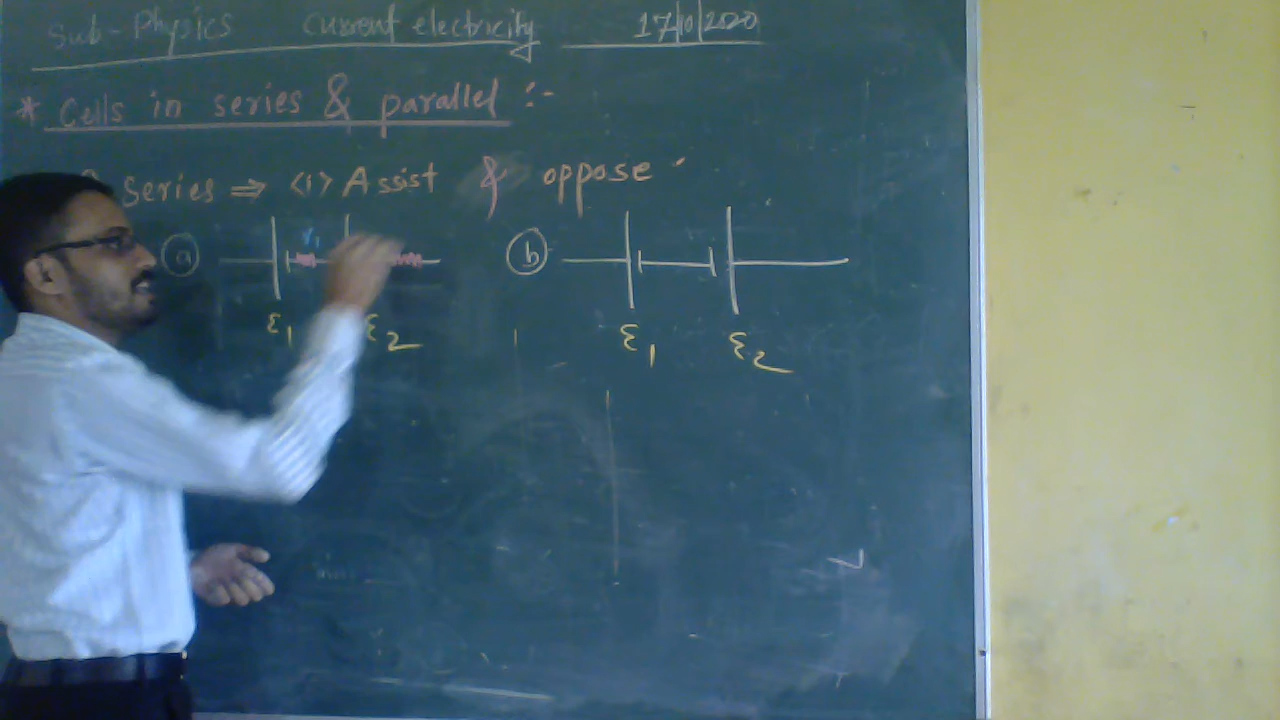 Sub-Physics current electricity 17/10/2020
* Cells in series & parallel :-
series ⇒ <i> Assist & oppose
a r₁ b
ε₁ ε₂ ε₁ ε₂